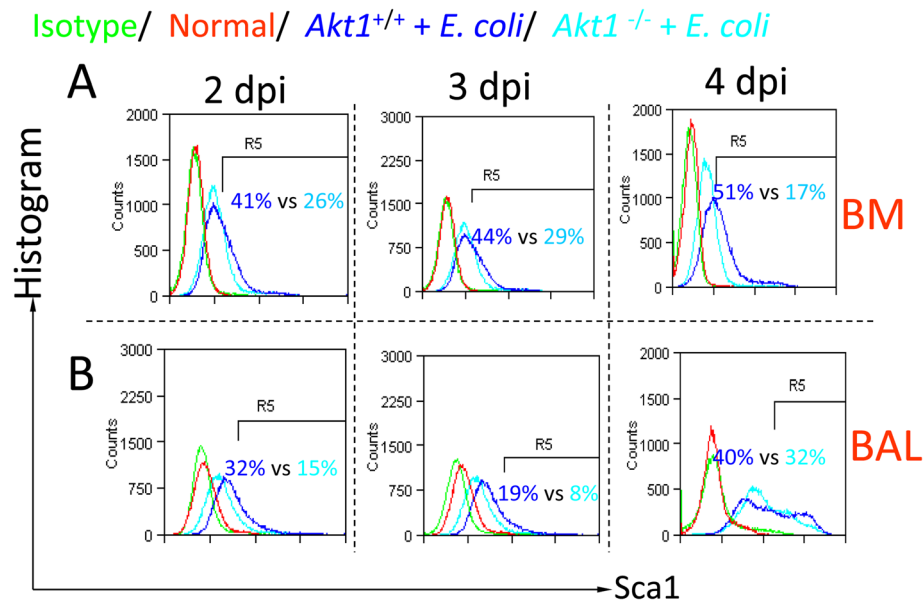 Isotype/ Normal/ Akt1+/+ + E. coli/ Akt1 -/- + E. coli
A
2 dpi
3 dpi
4 dpi
2000
1500
1000
500
0
Counts
R5
41% vs 26%
3000
2250
1500
750
0
Counts
R5
44% vs 29%
2000
1500
1000
500
0
Counts
R5
51% vs 17%
BM
Histogram
B
3000
2250
1500
750
0
Counts
R5
32% vs 15%
3000
2250
1500
750
0
Counts
R5
19% vs 8%
2000
1500
1000
500
0
Counts
R5
40% vs 32%
BAL
Sca1